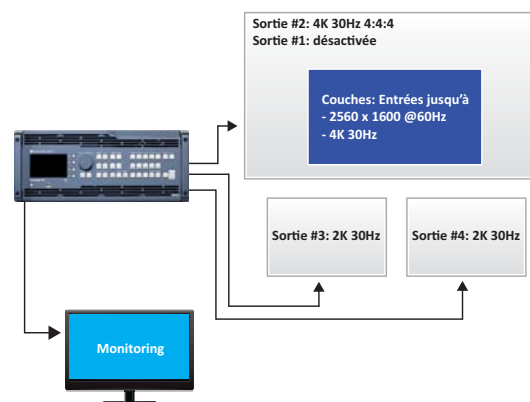 Sortie #2: 4K 30Hz 4:4:4
Sortie #1: désactivée
Couches: Entrées jusqu'à
- 2560 x 1600 @60Hz
- 4K 30Hz
Sortie #3: 2K 30Hz
Sortie #4: 2K 30Hz
Monitoring